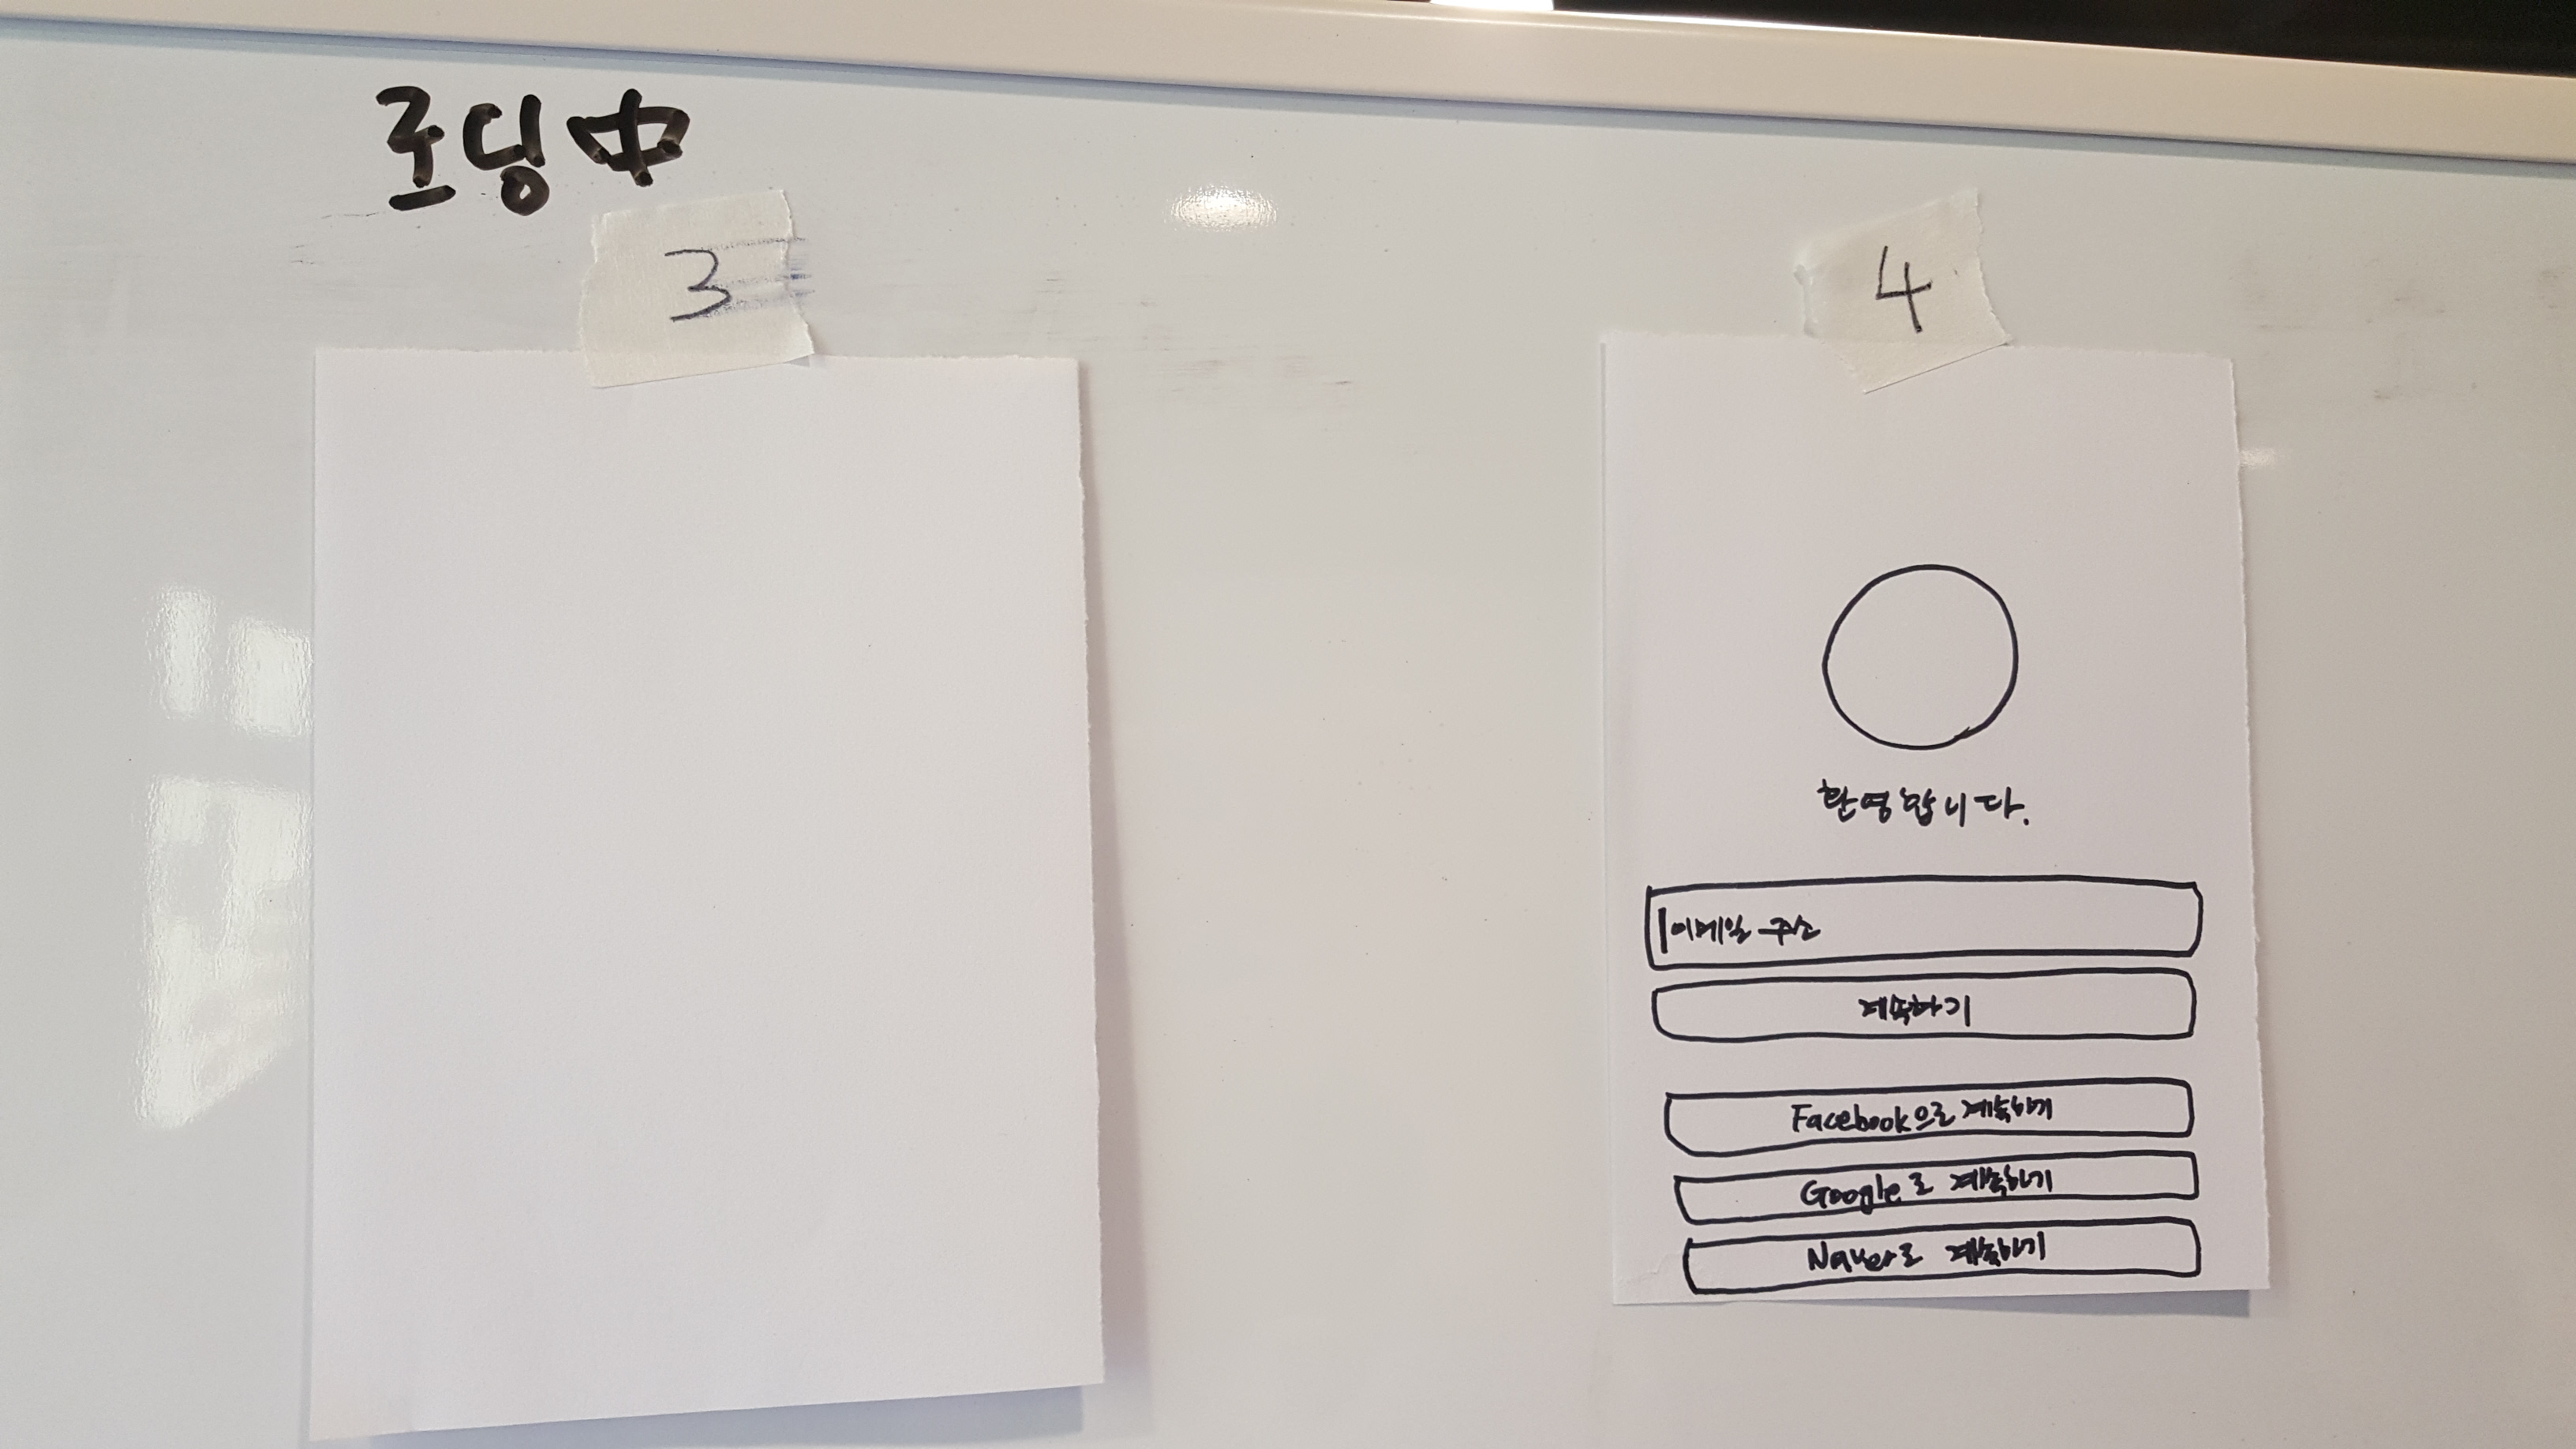 로딩中
3
4
환영합니다.
이메일 주소
계속하기
Facebook으로 계속하기
Google로 계속하기
Naver로 계속하기